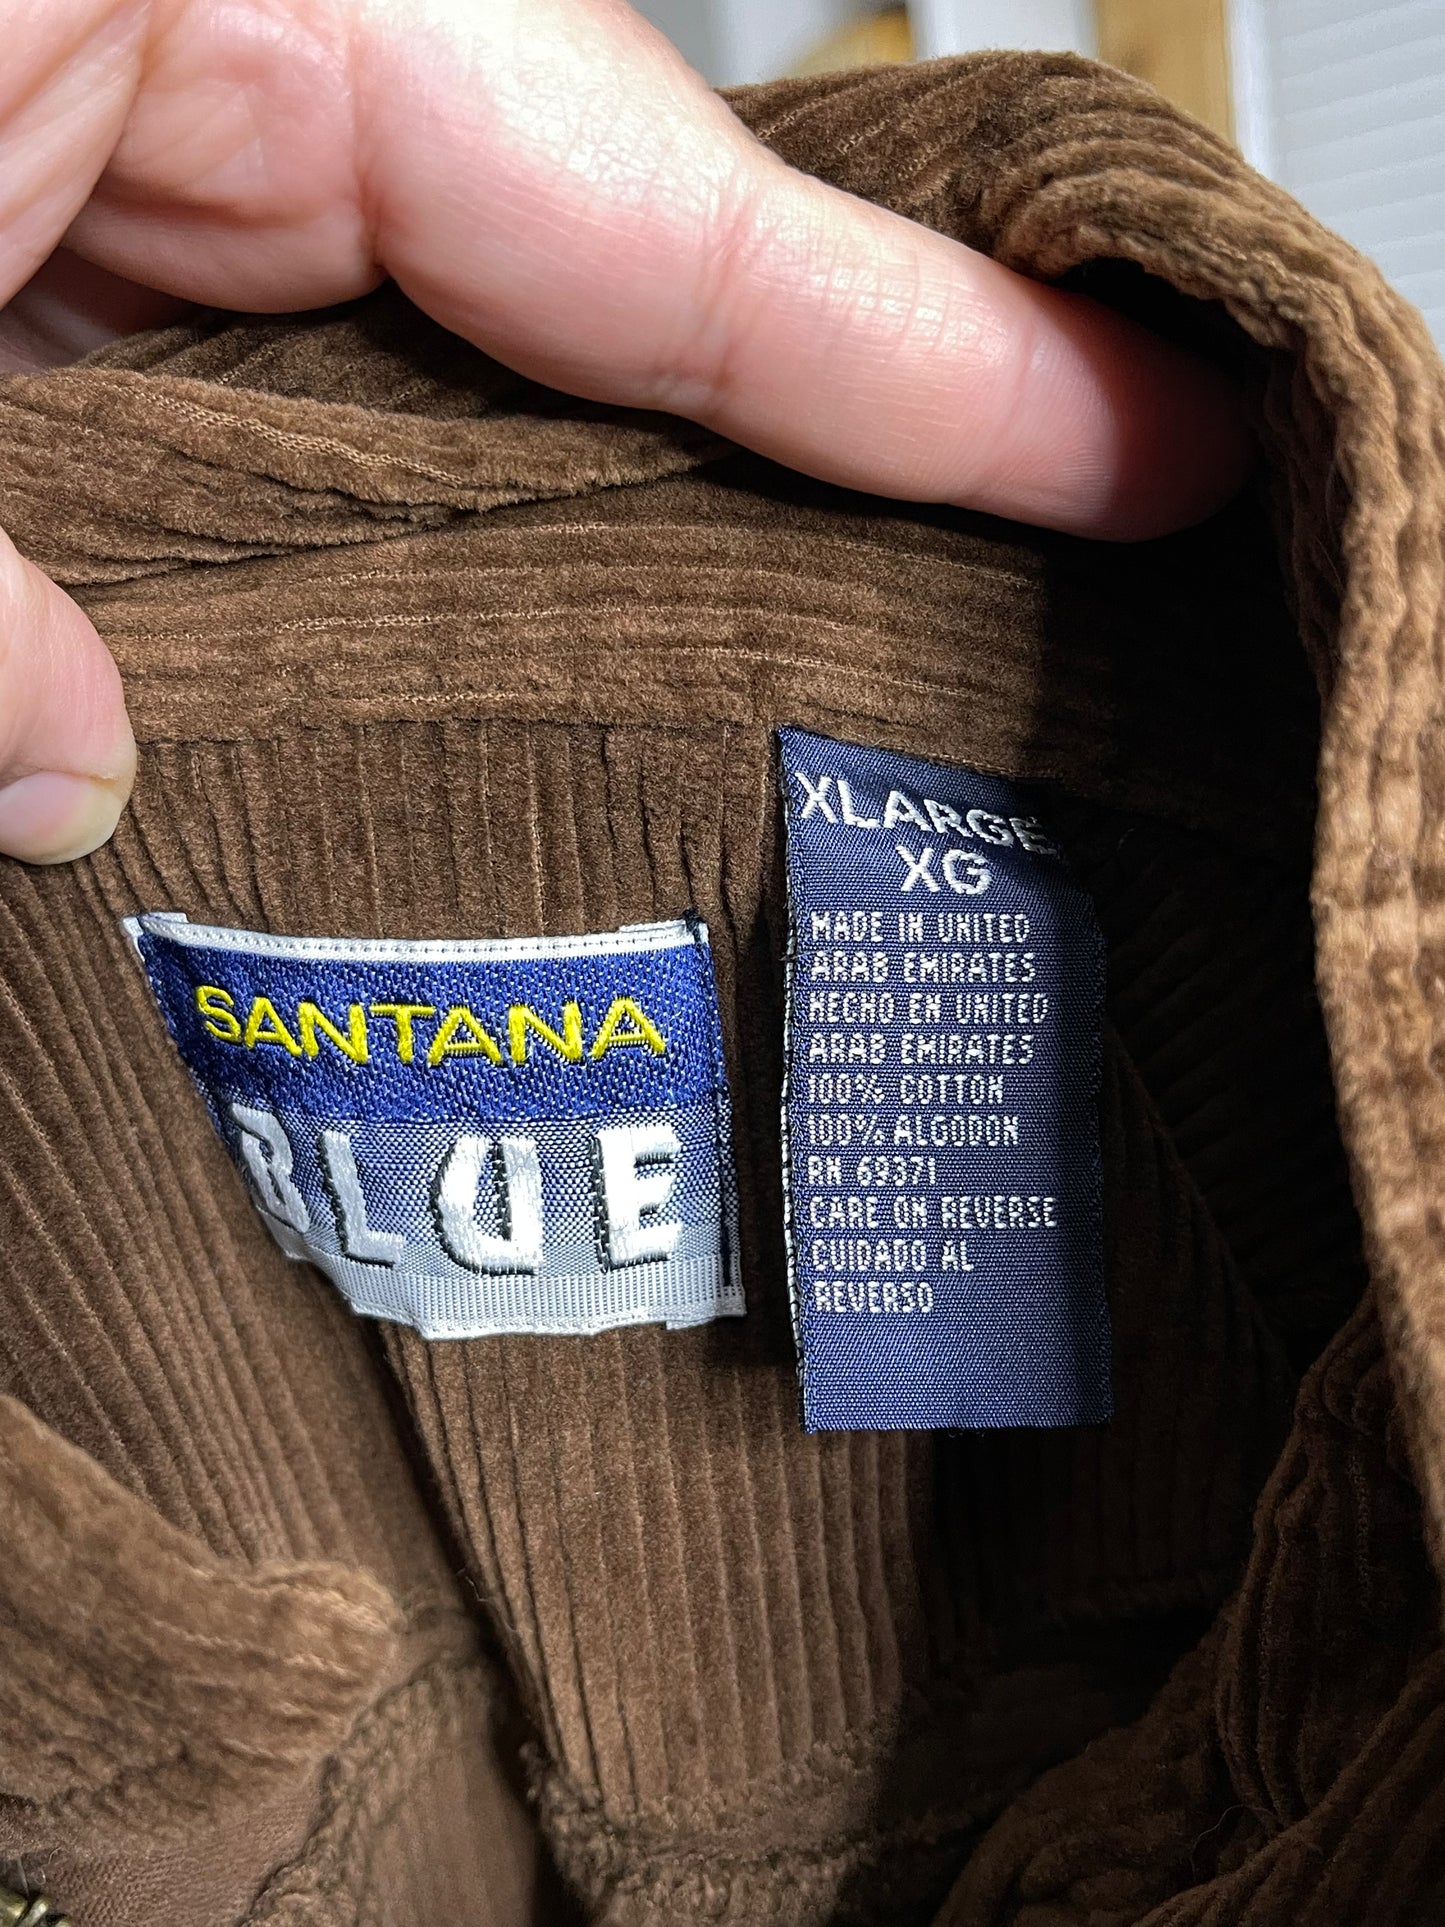 SANTANA
BLUE
XLARGE
XG
MADE IN UNITED
ARAB EMIRATES
HECHO EN UNITED
ARAB EMIRATES
100% COTTON
100% ALGODON
RN 69371
CARE ON REVERSE
CUIDADO AL
REVERSO